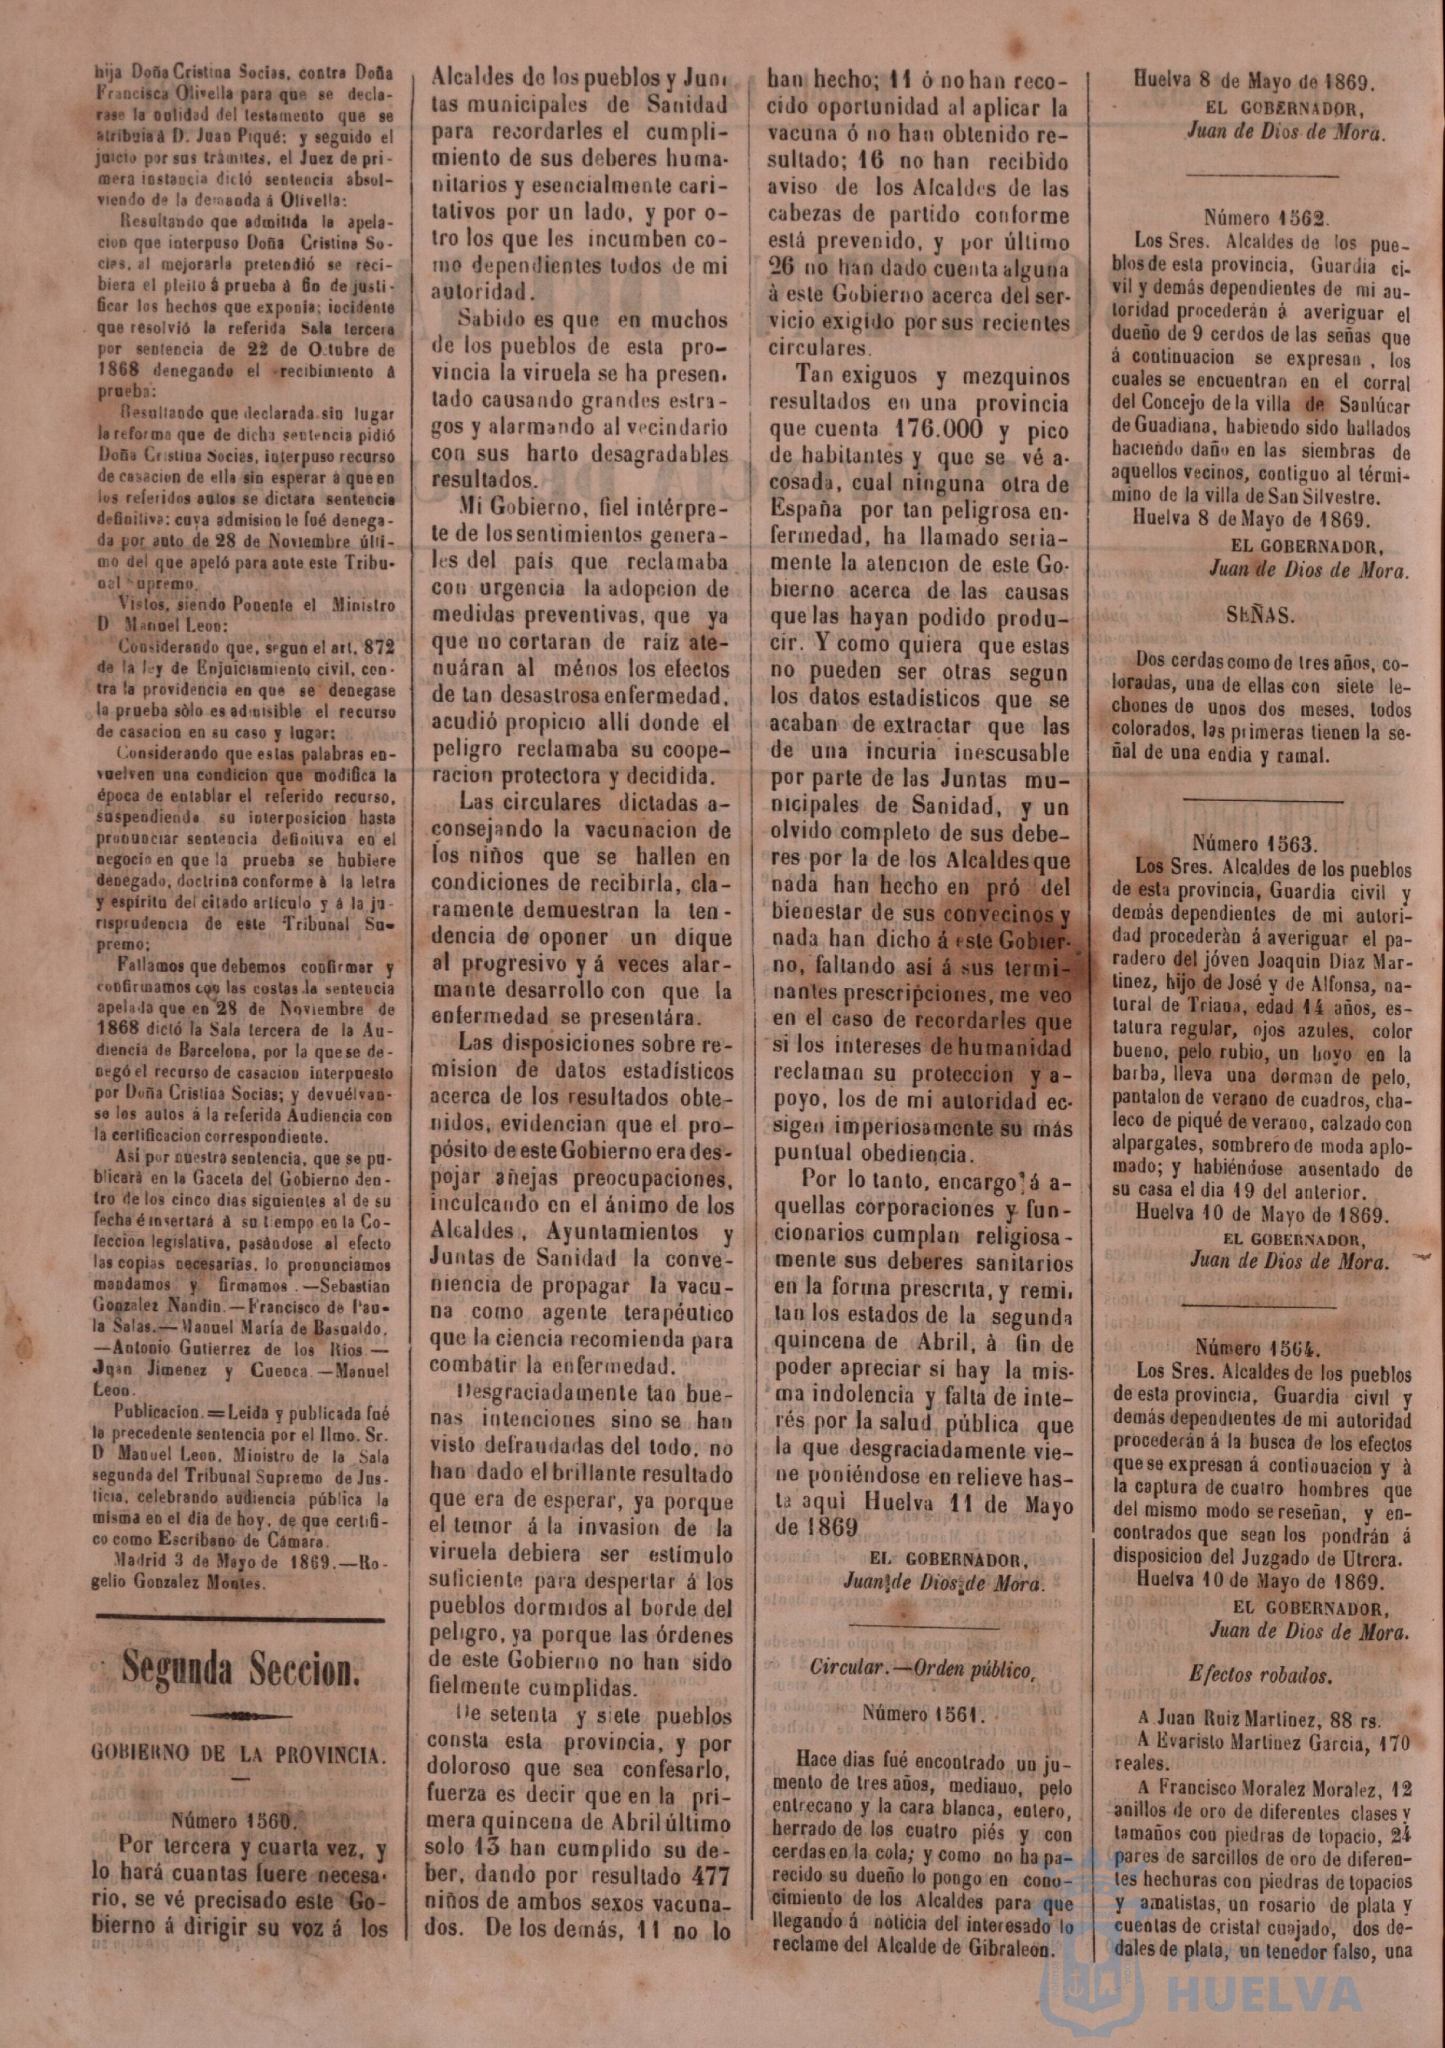 hija Doña Cristina Socias, contra Doña
Francisca Olivella para que se decla-
rase la nulidad del testamento que se
atribuia á D. Juan Piqué; y seguido el
juicio por sus trámites, el Juez de pri-
mera instancia dictó sentencia absol-
viendo de la demanda á Olivella:
Resultando que admitida la apela-
cion que interpuso Doña Cristina So-
cias, al mejorarla pretendió se reci-
biera el pleito á prueba á fin de justi-
ficar los hechos que exponia; incidente
que resolvió la referida Sala tercera
por sentencia de 22 de Octubre de
1868 denegando el recibimiento á
prueba:
Resultando que declarada sin lugar
la reforma que de dicha sentencia pidió
Doña Cristina Socias, interpuso recurso
de casacion de ella sin esperar á que en
los referidos autos se dictara sentencia
definitiva; cuya admision le fué denega-
da por auto de 28 de Noviembre últi-
mo del que apeló para ante este Tribu-
nal Supremo.
Vistos, siendo Ponente el Ministro
D Manuel Leon:
Considerando que, segun el art. 872
de la ley de Enjuiciamiento civil, con-
tra la providencia en que se denegase
la prueba sólo es admisible el recurso
de casacion en su caso y lugar:
Considerando que estas palabras en-
vuelven una condicion que modifica la
época de entablar el referido recurso,
suspendiendo su interposicion hasta
pronunciar sentencia definitiva en el
negocio en que la prueba se hubiere
denegado, doctrina conforme á la letra
y espíritu del citado artículo y á la ju-
risprudencia de este Tribunal Su-
premo;
Fallamos que debemos confirmar y
confirmamos con las costas la sentencia
apelada que en 28 de Noviembre de
1868 dictó la Sala tercera de la Au-
diencia de Barcelona, por la que se de-
negó el recurso de casacion interpuesto
por Doña Cristina Socias; y devuélvan-
se los autos á la referida Audiencia con
la certificacion correspondiente.
Así por nuestra sentencia, que se pu-
blicará en la Gaceta del Gobierno den-
tro de los cinco dias siguientes al de su
fecha é insertará á su tiempo en la Co-
leccion legislativa, pasándose al efecto
las copias necesarias, lo pronunciamos
mandamos y firmamos .—Sebastian
Gonzalez Nandin.—Francisco de Pau-
la Salas.—Manuel María de Basualdo.
—Antonio Gutierrez de los Rios —
Juan Jimenez y Cuenca.—Manuel
Leon.
Publicacion.=Leida y publicada fué
la precedente sentencia por el Ilmo. Sr.
D Manuel Leon, Ministro de la Sala
segunda del Tribunal Supremo de Jus-
ticia, celebrando audiencia pública la
misma en el dia de hoy, de que certifi-
co como Escribano de Cámara.
Madrid 3 de Mayo de 1869.—Ro-
gelio Gonzalez Montes.
Segunda Seccion.
GOBIERNO DE LA PROVINCIA.
Número 1560.
Por tercera y cuarta vez, y
lo hará cuantas fuere necesa-
rio, se vé precisado este Go-
bierno á dirigir su voz á los
Alcaldes de los pueblos y Jun-
tas municipales de Sanidad
para recordarles el cumpli-
miento de sus deberes huma-
nitarios y esencialmente cari-
tativos por un lado, y por o-
tro los que les incumben co-
mo dependientes todos de mi
autoridad.
Sabido es que en muchos
de los pueblos de esta pro-
vincia la viruela se ha presen-
tado causando grandes estra-
gos y alarmando al vecindario
con sus harto desagradables
resultados.
Mi Gobierno, fiel intérpre-
te de los sentimientos genera-
les del país que reclamaba
con urgencia la adopcion de
medidas preventivas, que ya
que no cortaran de raíz ate-
nuáran al ménos los efectos
de tan desastrosa enfermedad,
acudió propicio allí donde el
peligro reclamaba su coope-
racion protectora y decidida.
Las circulares dictadas a-
consejando la vacunacion de
los niños que se hallen en
condiciones de recibirla, cla-
ramente demuestran la ten-
dencia de oponer un dique
al progresivo y á veces alar-
mante desarrollo con que la
enfermedad se presentára.
Las disposiciones sobre re-
mision de datos estadísticos
acerca de los resultados obte-
nidos, evidencian que el pro-
pósito de este Gobierno era des-
pojar añejas preocupaciones,
inculcando en el ánimo de los
Alcaldes, Ayuntamientos y
Juntas de Sanidad la conve-
niencia de propagar la vacu-
na como agente terapéutico
que la ciencia recomienda para
combatir la enfermedad.
Desgraciadamente tan bue-
nas intenciones sino se han
visto defraudadas del todo, no
han dado el brillante resultado
que era de esperar, ya porque
el temor á la invasion de la
viruela debiera ser estímulo
suficiente para despertar á los
pueblos dormidos al borde del
peligro, ya porque las órdenes
de este Gobierno no han sido
fielmente cumplidas.
De setenta y siete pueblos
consta esta provincia, y por
doloroso que sea confesarlo,
fuerza es decir que en la pri-
mera quincena de Abril último
solo 13 han cumplido su de-
ber, dando por resultado 477
niños de ambos sexos vacuna-
dos. De los demás, 11 no lo
han hecho; 11 ó no han reco-
cido oportunidad al aplicar la
vacuna ó no han obtenido re-
sultado; 16 no han recibido
aviso de los Alcaldes de las
cabezas de partido conforme
está prevenido, y por último
26 no han dado cuenta alguna
à este Gobierno acerca del ser-
vicio exigido por sus recientes
circulares.
Tan exiguos y mezquinos
resultados en una provincia
que cuenta 176.000 y pico
de habitantes y que se vé a-
cosada, cual ninguna otra de
España por tan peligrosa en-
fermedad, ha llamado seria-
mente la atencion de este Go-
bierno acerca de las causas
que las hayan podido produ-
cir. Y como quiera que estas
no pueden ser otras segun
los datos estadísticos que se
acaban de extractar que las
de una incuria inescusable
por parte de las Juntas mu-
nicipales de Sanidad, y un
olvido completo de sus debe-
res por la de los Alcaldes que
nada han hecho en pró del
bienestar de sus convecinos y
nada han dicho á este Gobier-
no, faltando así á sus termi-
nantes prescripciones, me veo
en el caso de recordarles que
si los intereses de humanidad
reclaman su protección y a-
poyo, los de mi autoridad ec-
sigen imperiosamente su más
puntual obediencia.
Por lo tanto, encargo á a-
quellas corporaciones y fun-
cionarios cumplan religiosa-
mente sus deberes sanitarios
en la forma prescrita, y remi-
tan los estados de la segunda
quincena de Abril, à fin de
poder apreciar si hay la mis-
ma indolencia y falta de inte-
rés por la salud pública que
la que desgraciadamente vie-
ne poniéndose en relieve has-
ta aqui Huelva 11 de Mayo
de 1869
EL GOBERNADOR,
Juan de Dios de Mora.
Circular.—Orden público,
Número 1561.
Hace dias fué encontrado un ju-
mento de tres años, mediano, pelo
entrecano y la cara blanca, entero,
herrado de los cuatro piés y con
cerdas en la cola; y como no ha pa-
recido su dueño lo pongo en cono-
cimiento de los Alcaldes para que
llegando á noticia del interesado lo
reclame del Alcalde de Gibraleon.
Huelva 8 de Mayo de 1869.
EL GOBERNADOR,
Juan de Dios de Mora.
Número 1562.
Los Sres. Alcaldes de los pue-
blos de esta provincia, Guardia ci-
vil y demás dependientes de mi au-
toridad procederán á averiguar el
dueño de 9 cerdos de las señas que
á continuacion se expresan , los
cuales se encuentran en el corral
del Concejo de la villa de Sanlúcar
de Guadiana, habiendo sido hallados
haciendo daño en las siembras de
aquellos vecinos, contiguo al térmi-
mino de la villa de San Silvestre.
Huelva 8 de Mayo de 1869.
EL GOBERNADOR,
Juan de Dios de Mora.
SEÑAS.
Dos cerdas como de tres años, co-
loradas, una de ellas con siete le-
chones de unos dos meses, todos
colorados, las primeras tienen la se-
ñal de una endia y ramal.
Número 1563.
Los Sres. Alcaldes de los pueblos
de esta provincia, Guardia civil y
demás dependientes de mi autori-
dad procederàn á averiguar el pa-
radero del jóven Joaquin Diaz Mar-
tinez, hijo de José y de Alfonsa, na-
tural de Triana, edad 14 años, es-
tatura regular, ojos azules, color
bueno, pelo rubio, un hoyo en la
barba, lleva una dorman de pelo,
pantalon de verano de cuadros, cha-
leco de piqué de verano, calzado con
alpargates, sombrero de moda aplo-
mado; y habiéndose ausentado de
su casa el dia 19 del anterior.
Huelva 10 de Mayo de 1869.
EL GOBERNADOR,
Juan de Dios de Mora.
Número 1564.
Los Sres. Alcaldes de los pueblos
de esta provincia, Guardia civil y
demás dependientes de mi autoridad
procederán á la busca de los efectos
que se expresan á continuacion y à
la captura de cuatro hombres que
del mismo modo se reseñan, y en-
contrados que sean los pondrán á
disposicion del Juzgado de Utrera.
Huelva 10 de Mayo de 1869.
EL GOBERNADOR,
Juan de Dios de Mora.
Efectos robados.
A Juan Ruiz Martinez, 88 rs.
A Evaristo Martinez Garcia, 170
reales.
A Francisco Moralez Moralez, 12
anillos de oro de diferentes clases y
tamaños con piedras de topacio, 24
pares de sarcillos de oro de diferen-
tes hechuras con piedras de topacios
y amatistas, un rosario de plata y
cuentas de cristal cuajado, dos de-
dales de plata, un tenedor falso, una
HUELVA